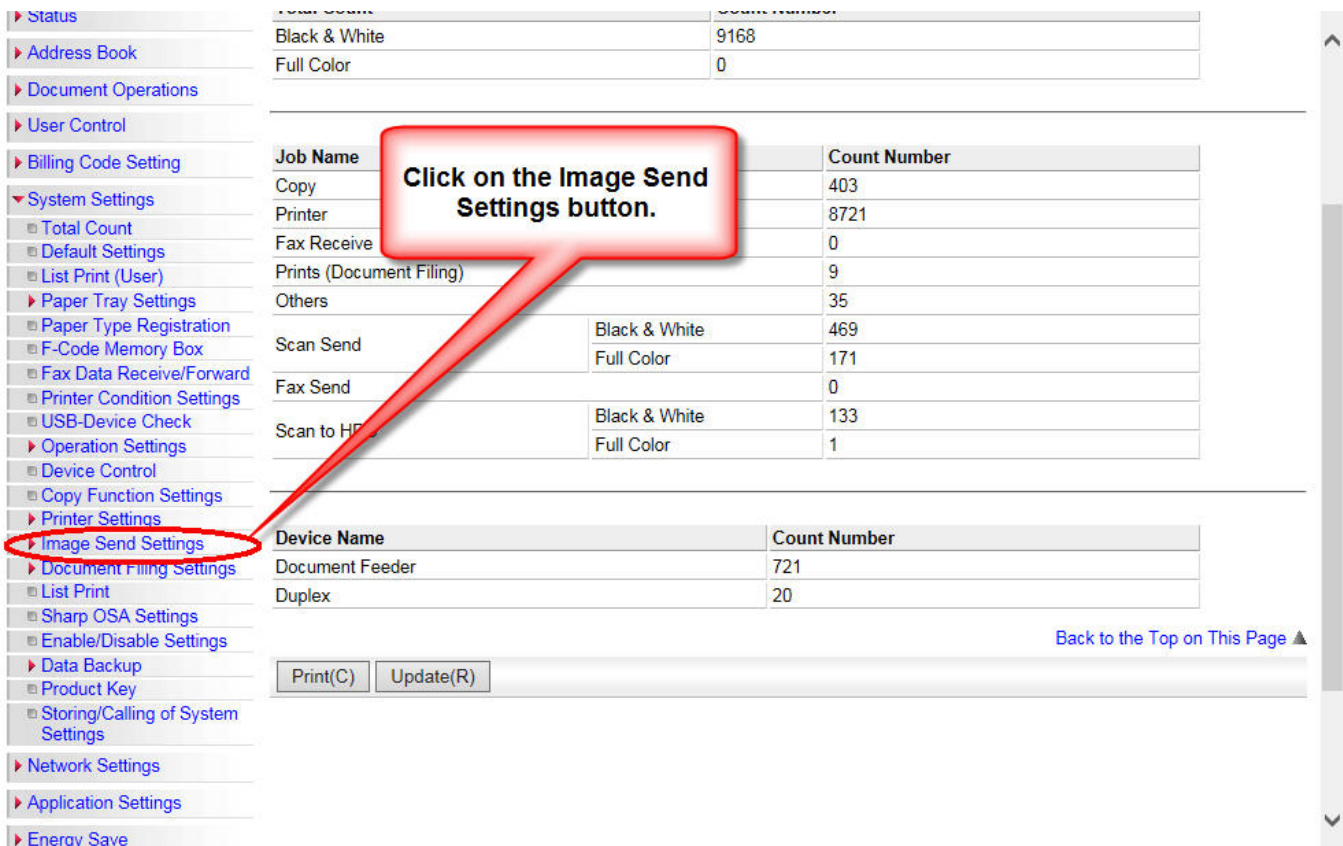 Status
Address Book
Document Operations
User Control
Billing Code Setting
System Settings
Total Count
Default Settings
List Print (User)
Paper Tray Settings
Paper Type Registration
F-Code Memory Box
Fax Data Receive/Forward
Printer Condition Settings
USB-Device Check
Operation Settings
Device Control
Copy Function Settings
Printer Settings
Image Send Settings
Document Filing Settings
List Print
Sharp OSA Settings
Enable/Disable Settings
Data Backup
Product Key
Storing/Calling of System
Settings
Network Settings
Application Settings
Energy Save
Total Count Count Number
Black & White 9168
Full Color 0
Click on the Image Send
Settings button.
Job Name Count Number
Copy 403
Printer 8721
Fax Receive 0
Prints (Document Filing) 9
Others 35
Scan Send Black & White 469
Full Color 171
Fax Send 0
Scan to Black & White 133
Full Color 1
Device Name Count Number
Document Feeder 721
Duplex 20
Back to the Top on This Page
Print(C) Update(R)